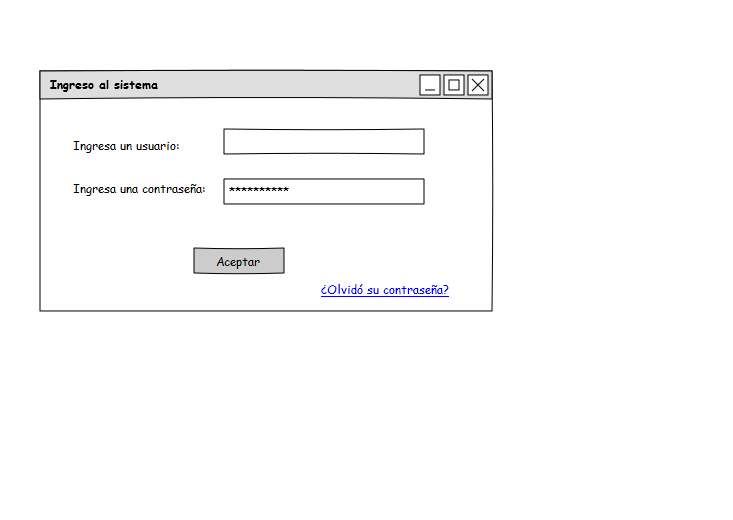 Ingreso al sistema
Ingresa un usuario:
Ingresa una contraseña: **********
Aceptar
¿Olvidó su contraseña?